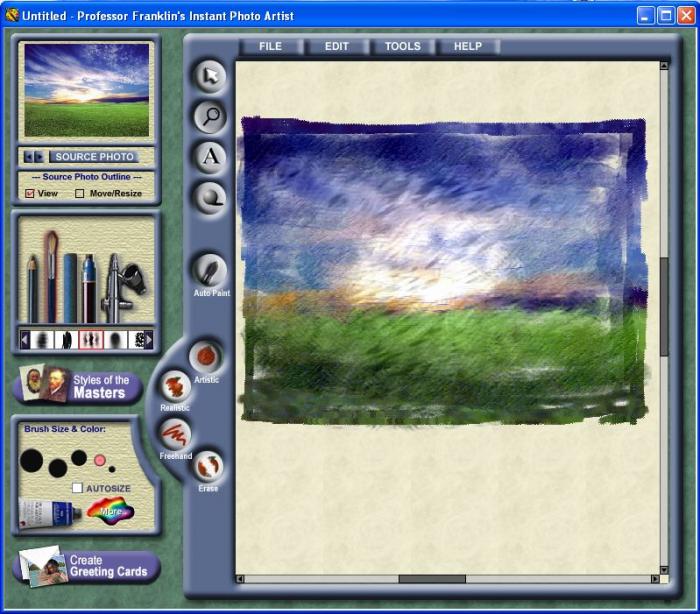 Untitled - Professor Franklin's Instant Photo Artist
FILE EDIT TOOLS HELP
SOURCE PHOTO
--- Source Photo Outline ---
View Move/Resize
A
Auto Paint
Artistic
Realistic
Freehand
Erase
Styles of the
Masters
Brush Size & Color:
AUTOSIZE
More...
Create
Greeting Cards